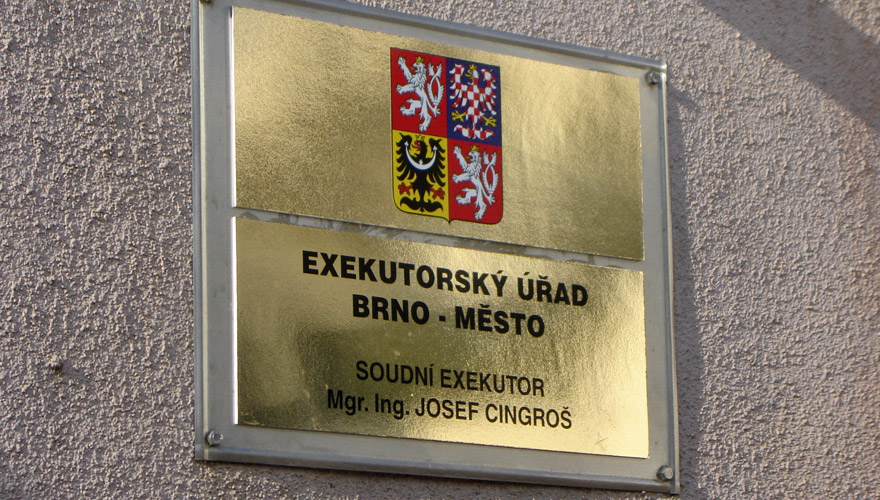 EXEKUTORSKÝ ÚŘAD
BRNO - MĚSTO
SOUDNÍ EXEKUTOR
Mgr. Ing. JOSEF CINGROŠ